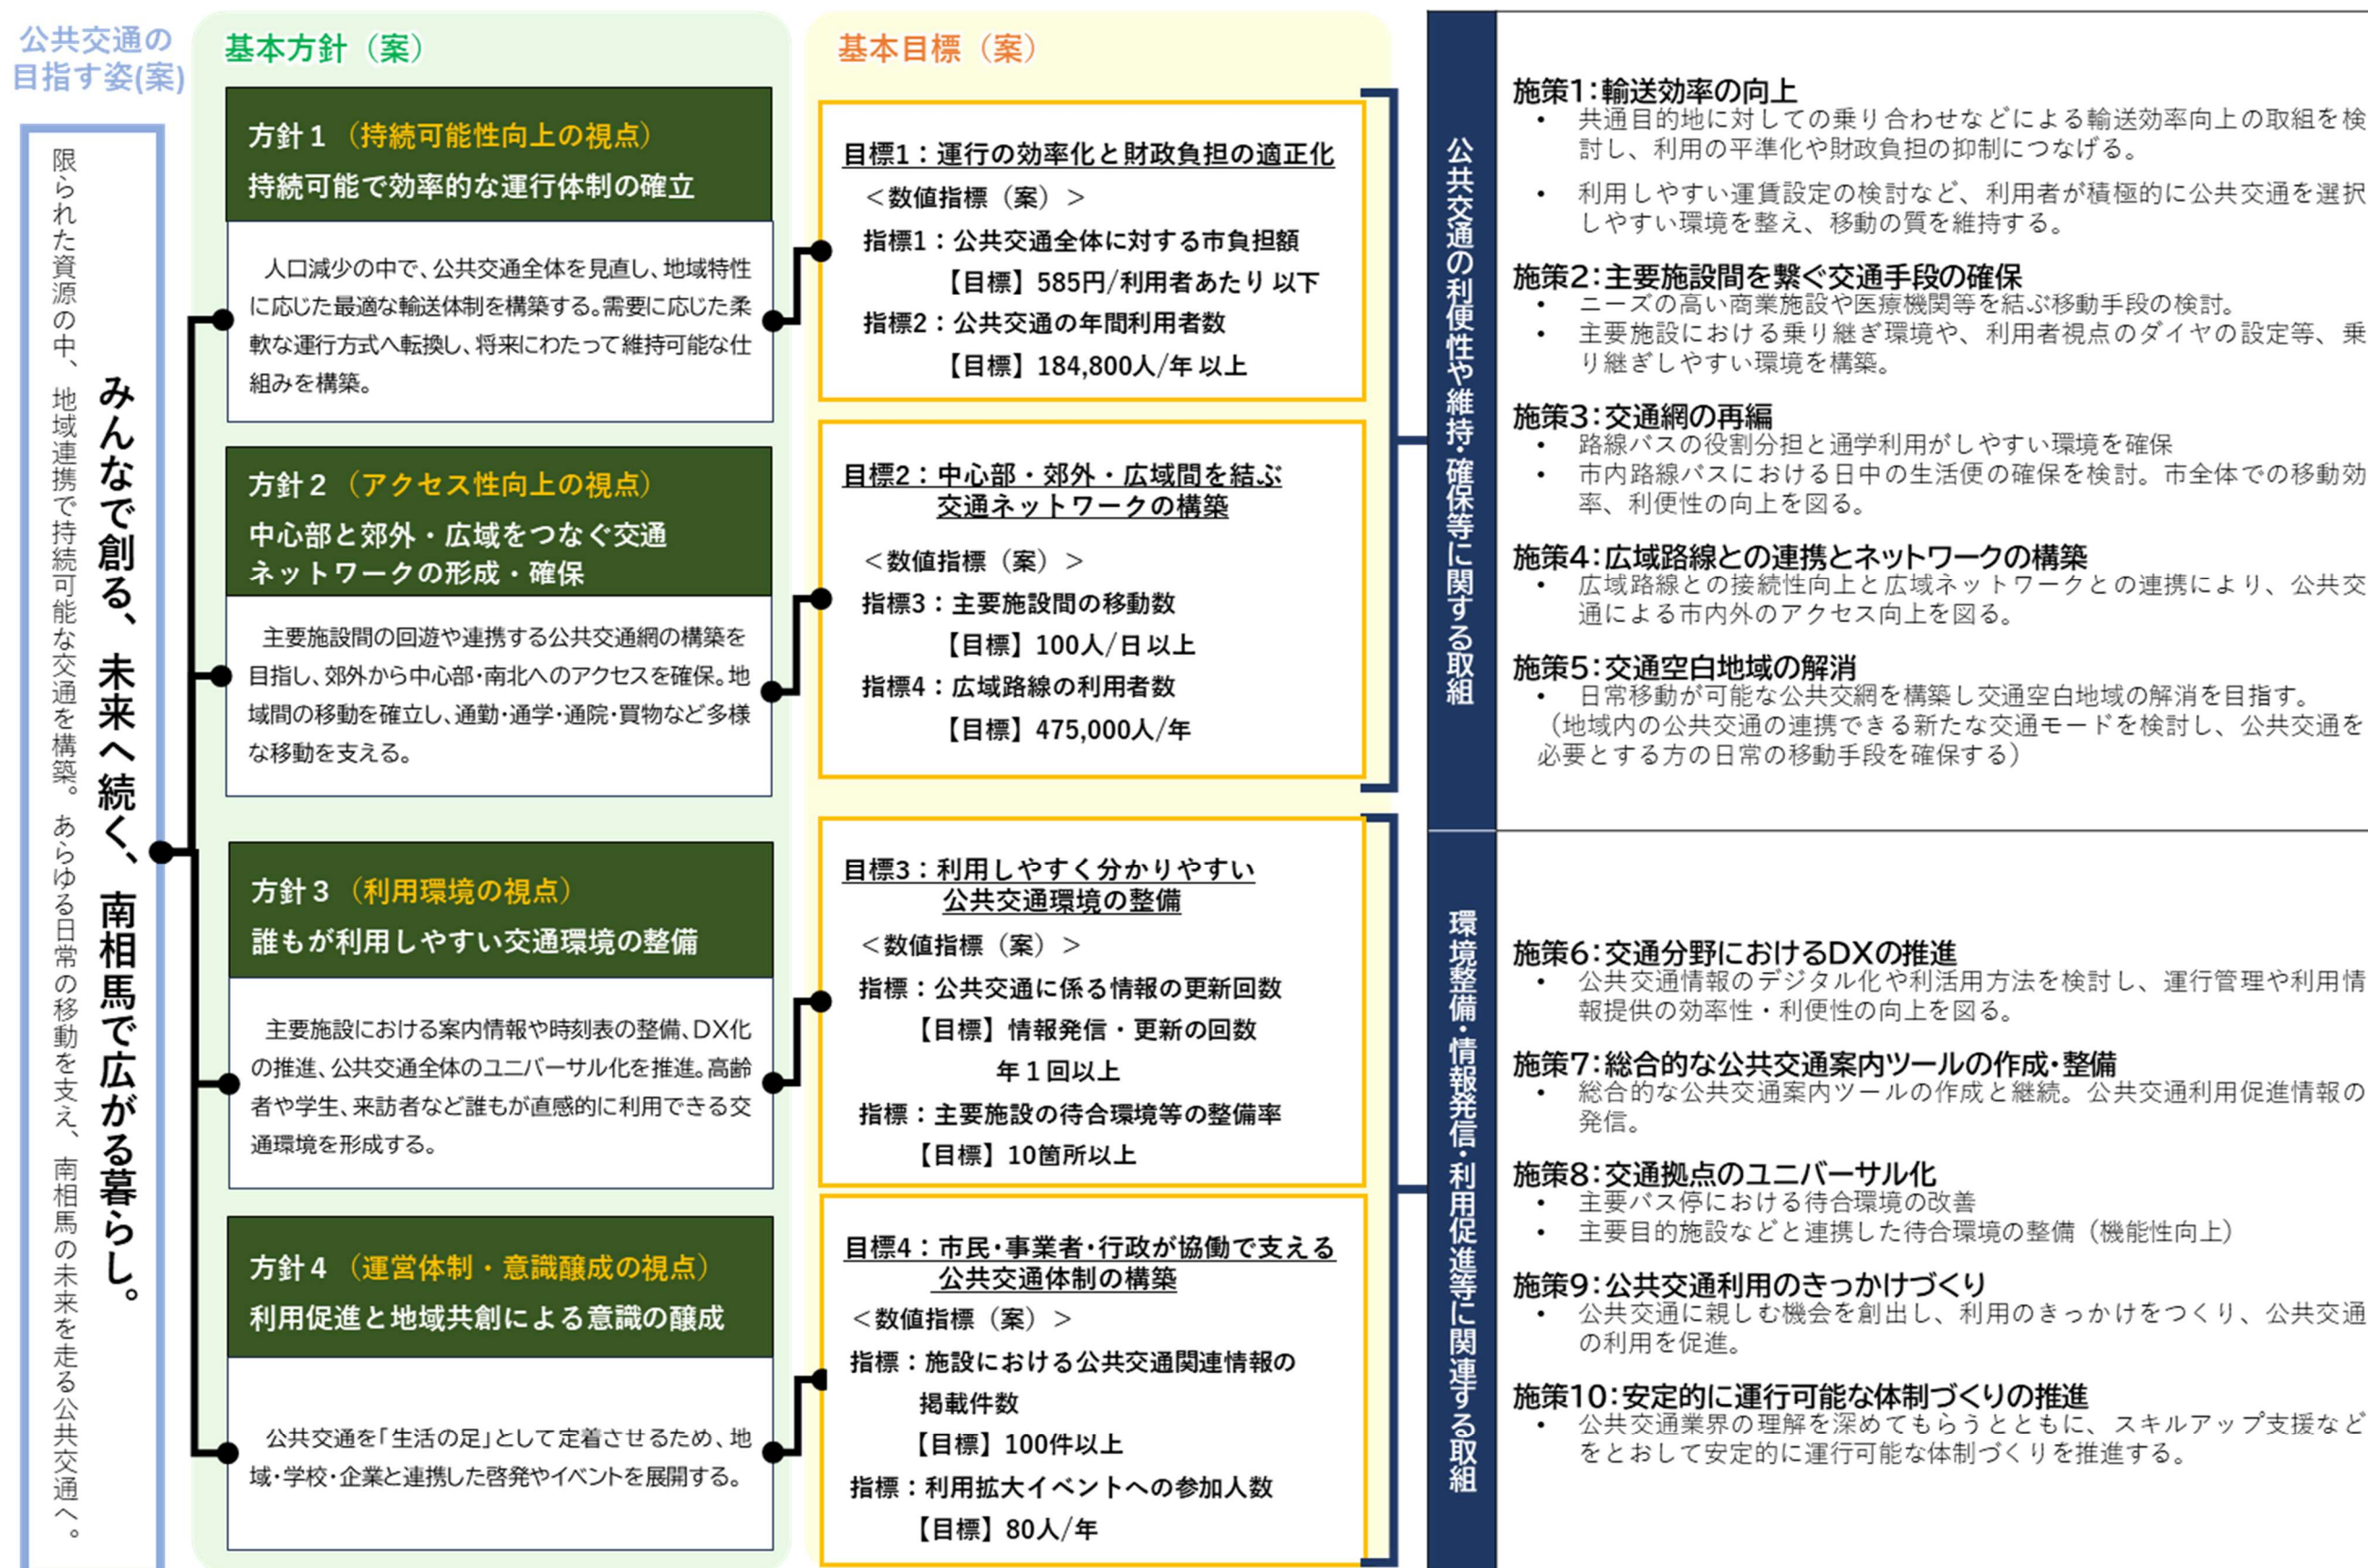 公共交通の
目指す姿(案)
みんなで創る、未来へ続く、南相馬で広がる暮らし。
限られた資源の中、地域連携で持続可能な交通を構築。あらゆる日常の移動を支え、南相馬の未来を走る公共交通へ。
基本方針（案）
方針1（持続可能性向上の視点）
持続可能で効率的な運行体制の確立
人口減少の中で、公共交通全体を見直し、地域特性
に応じた最適な輸送体制を構築する。需要に応じた柔
軟な運行方式へ転換し、将来にわたって維持可能な仕
組みを構築。
方針2（アクセス性向上の視点）
中心部と郊外・広域をつなぐ交通
ネットワークの形成・確保
主要施設間の回遊や連携する公共交通網の構築を
目指し、郊外から中心部・南北へのアクセスを確保。地
域間の移動を確立し、通勤・通学・通院・買物など多様
な移動を支える。
方針3（利用環境の視点）
誰もが利用しやすい交通環境の整備
主要施設における案内情報や時刻表の整備、DX化
の推進、公共交通全体のユニバーサル化を推進。高齢
者や学生、来訪者など誰もが直感的に利用できる交
通環境を形成する。
方針4（運営体制・意識醸成の視点）
利用促進と地域共創による意識の醸成
公共交通を「生活の足」として定着させるため、地
域・学校・企業と連携した啓発やイベントを展開する。
基本目標（案）
目標1：運行の効率化と財政負担の適正化
＜数値指標（案）＞
指標1：公共交通全体に対する市負担額
【目標】585円/利用者あたり 以下
指標2：公共交通の年間利用者数
【目標】184,800人/年 以上
目標2：中心部・郊外・広域間を結ぶ
交通ネットワークの構築
＜数値指標（案）＞
指標3：主要施設間の移動数
【目標】100人/日以上
指標4：広域路線の利用者数
【目標】475,000人/年
目標3：利用しやすく分かりやすい
公共交通環境の整備
＜数値指標（案）＞
指標：公共交通に係る情報の更新回数
【目標】情報発信・更新の回数
年1回以上
指標：主要施設の待合環境等の整備率
【目標】10箇所以上
目標4：市民・事業者・行政が協働で支える
公共交通体制の構築
＜数値指標（案）＞
指標：施設における公共交通関連情報の
掲載件数
【目標】100件以上
指標：利用拡大イベントへの参加人数
【目標】80人/年
公共交通の利便性や維持・確保等に関する取組
施策1：輸送効率の向上
• 共通目的地に対しての乗り合わせなどによる輸送効率向上の取組を検
討し、利用の平準化や財政負担の抑制につなげる。
• 利用しやすい運賃設定の検討など、利用者が積極的に公共交通を選択
しやすい環境を整え、移動の質を維持する。
施策2：主要施設間を繋ぐ交通手段の確保
• ニーズの高い商業施設や医療機関等を結ぶ移動手段の検討。
• 主要施設における乗り継ぎ環境や、利用者視点のダイヤの設定等、乗
り継ぎしやすい環境を構築。
施策3：交通網の再編
• 路線バスの役割分担と通学利用がしやすい環境を確保
• 市内路線バスにおける日中の生活便の確保を検討。市全体での移動効
率、利便性の向上を図る。
施策4：広域路線との連携とネットワークの構築
• 広域路線との接続性向上と広域ネットワークとの連携により、公共交
通による市内外のアクセス向上を図る。
施策5：交通空白地域の解消
• 日常移動が可能な公共交網を構築し交通空白地域の解消を目指す。
（地域内の公共交通の連携できる新たな交通モードを検討し、公共交通を
必要とする方の日常の移動手段を確保する）
環境整備・情報発信・利用促進等に関連する取組
施策6：交通分野におけるDXの推進
• 公共交通情報のデジタル化や利活用方法を検討し、運行管理や利用情
報提供の効率性・利便性の向上を図る。
施策7：総合的な公共交通案内ツールの作成・整備
• 総合的な公共交通案内ツールの作成と継続。公共交通利用促進情報の
発信。
施策8：交通拠点のユニバーサル化
• 主要バス停における待合環境の改善
• 主要目的施設などと連携した待合環境の整備（機能性向上）
施策9：公共交通利用のきっかけづくり
• 公共交通に親しむ機会を創出し、利用のきっかけをつくり、公共交通
の利用を促進。
施策10：安定的に運行可能な体制づくりの推進
• 公共交通業界の理解を深めてもらうとともに、スキルアップ支援など
をとおして安定的に運行可能な体制づくりを推進する。